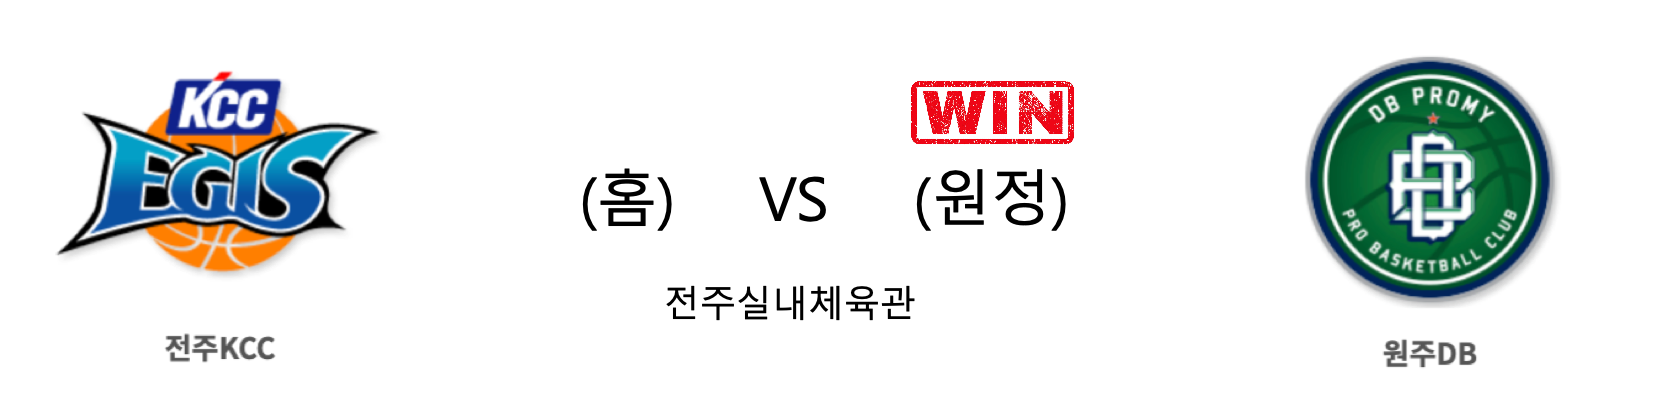 KCC
EGIS
전주KCC
WIN
(홈) VS (원정)
전주실내체육관
DB PROMY
DB
PRO BASKETBALL CLUB
원주DB